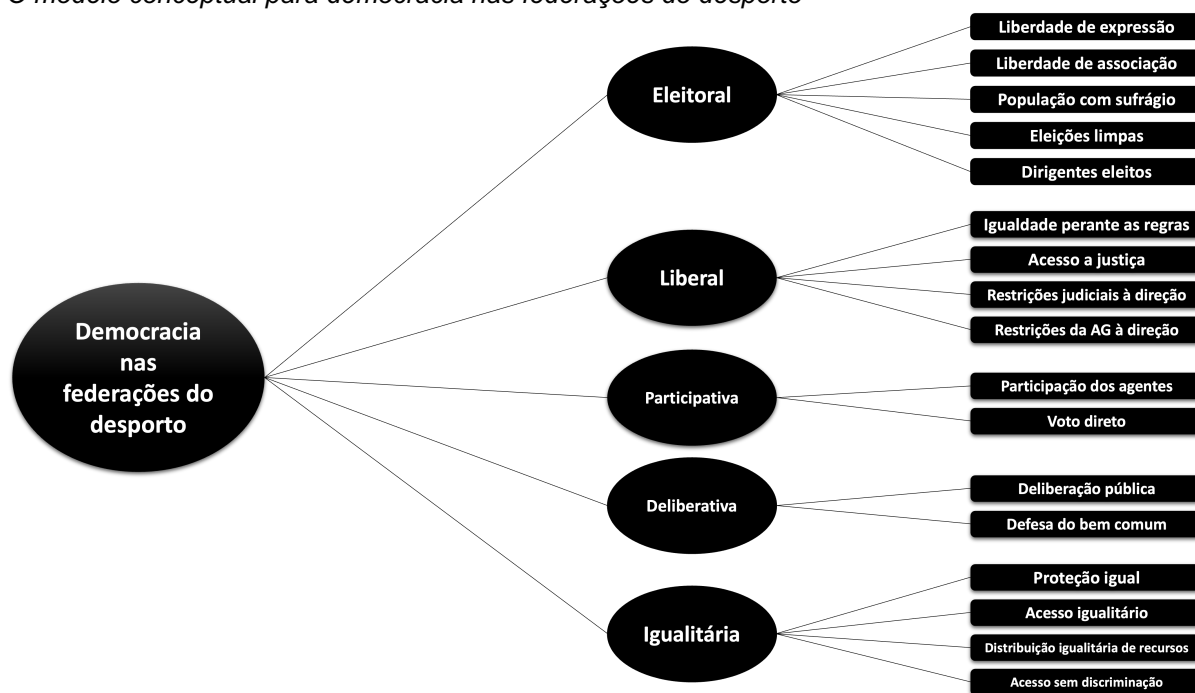 O modelo conceptual para democracia nas federações do desporto
Democracia
nas
federações do
desporto
Eleitoral
Liberdade de expressão
Liberdade de associação
População com sufrágio
Eleições limpas
Dirigentes eleitos
Liberal
Igualdade perante as regras
Acesso a justiça
Restrições judiciais à direção
Restrições da AG à direção
Participativa
Participação dos agentes
Voto direto
Deliberativa
Deliberação pública
Defesa do bem comum
Igualitária
Proteção igual
Acesso igualitário
Distribuição igualitária de recursos
Acesso sem discriminação